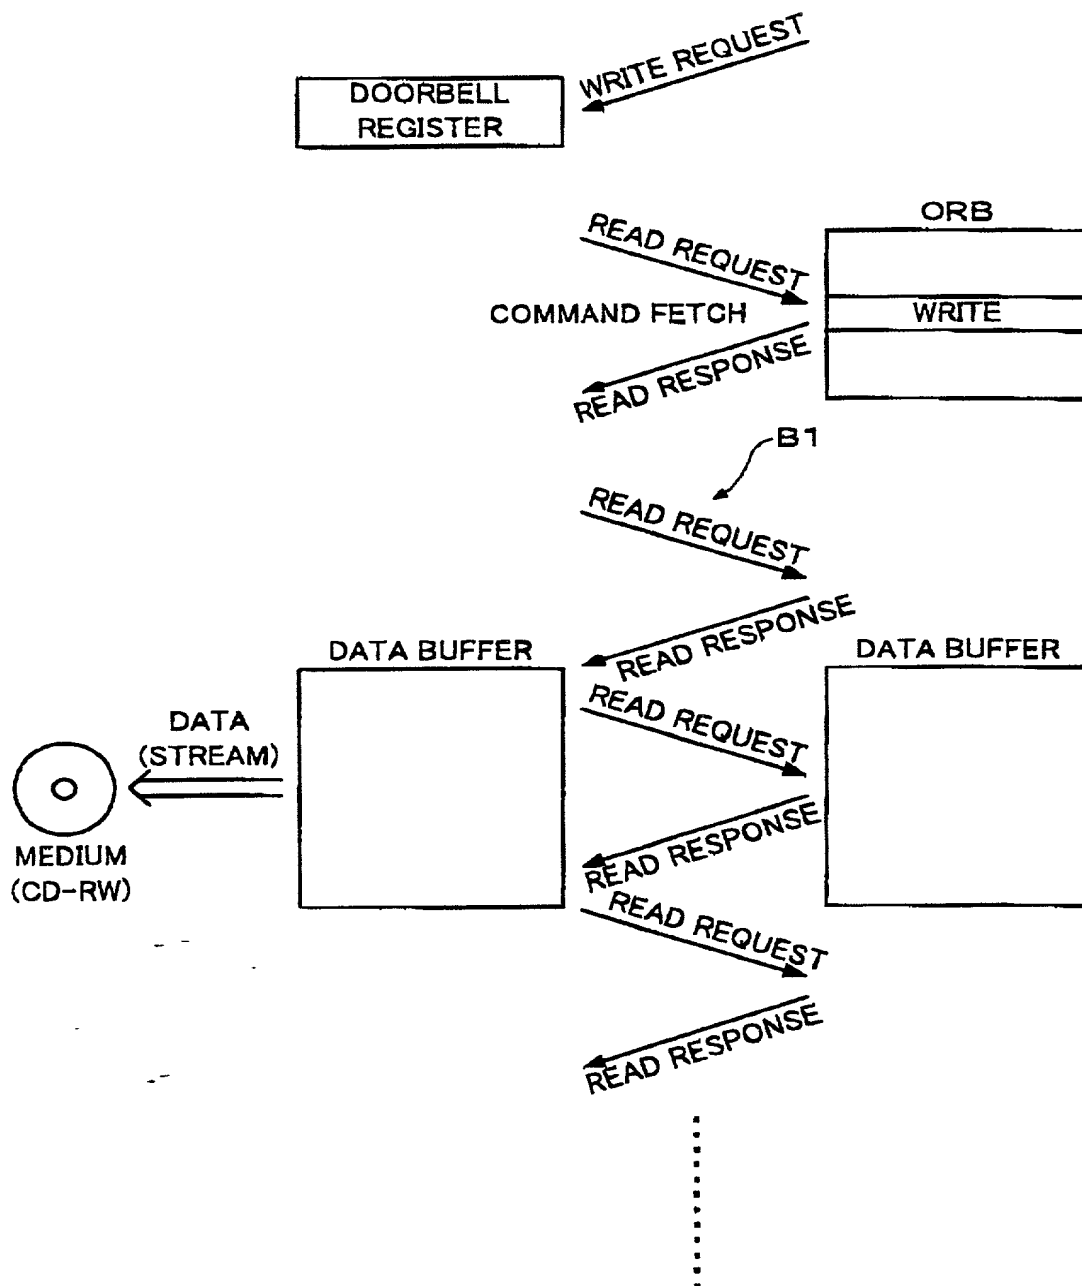 WRITE REQUEST
DOORBELL
REGISTER
ORB
READ REQUEST
COMMAND FETCH
WRITE
READ RESPONSE
B1
READ REQUEST
READ RESPONSE
DATA BUFFER
DATA BUFFER
READ REQUEST
DATA
(STREAM)
READ RESPONSE
MEDIUM
(CD-RW)
READ REQUEST
READ RESPONSE